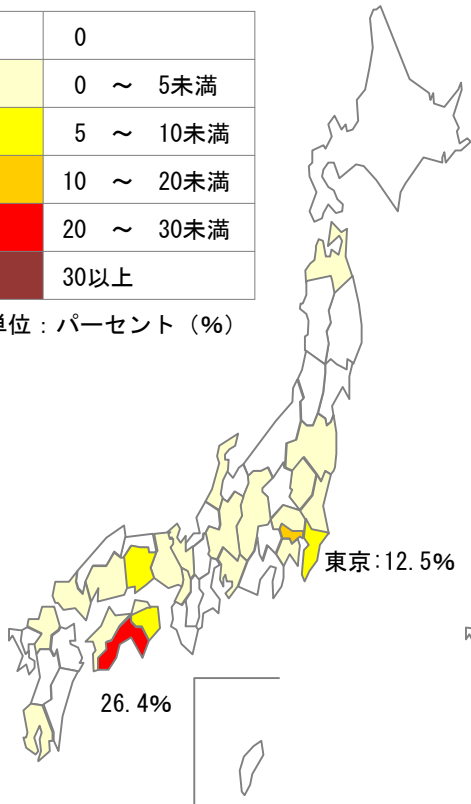 0
0 ～ 5未満
5 ～ 10未満
10 ～ 20未満
20 ～ 30未満
30以上
単位：パーセント（%）
東京:12.5%
26.4%